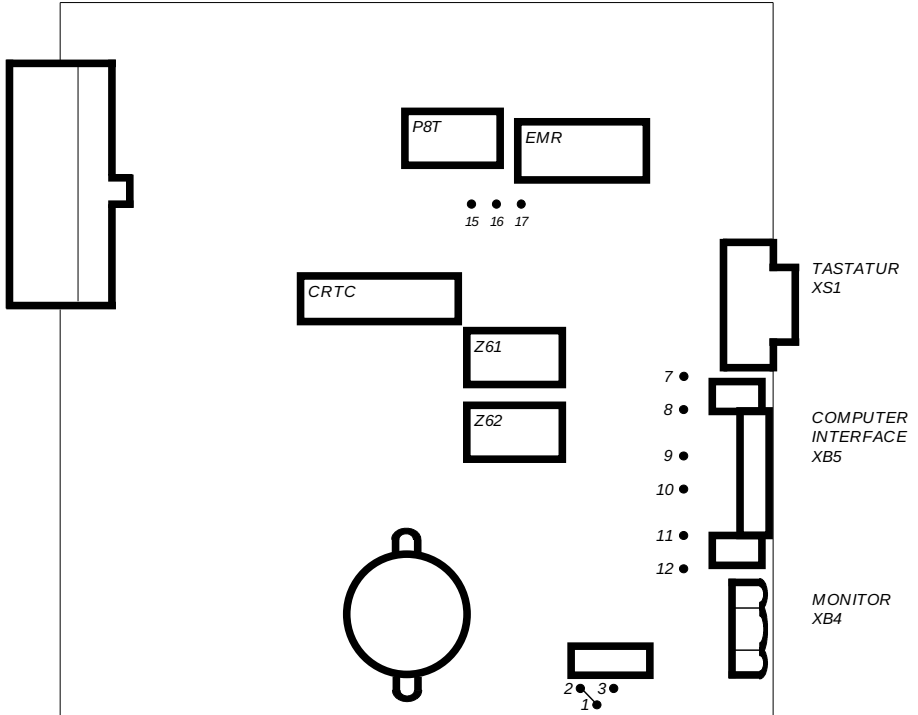 P8T
EMR
15 16 17
TASTATUR
XS1
CRTC
Z61
7
8
COMPUTER
INTERFACE
XB5
Z62
9
10
11
12
MONITOR
XB4
2 3
1